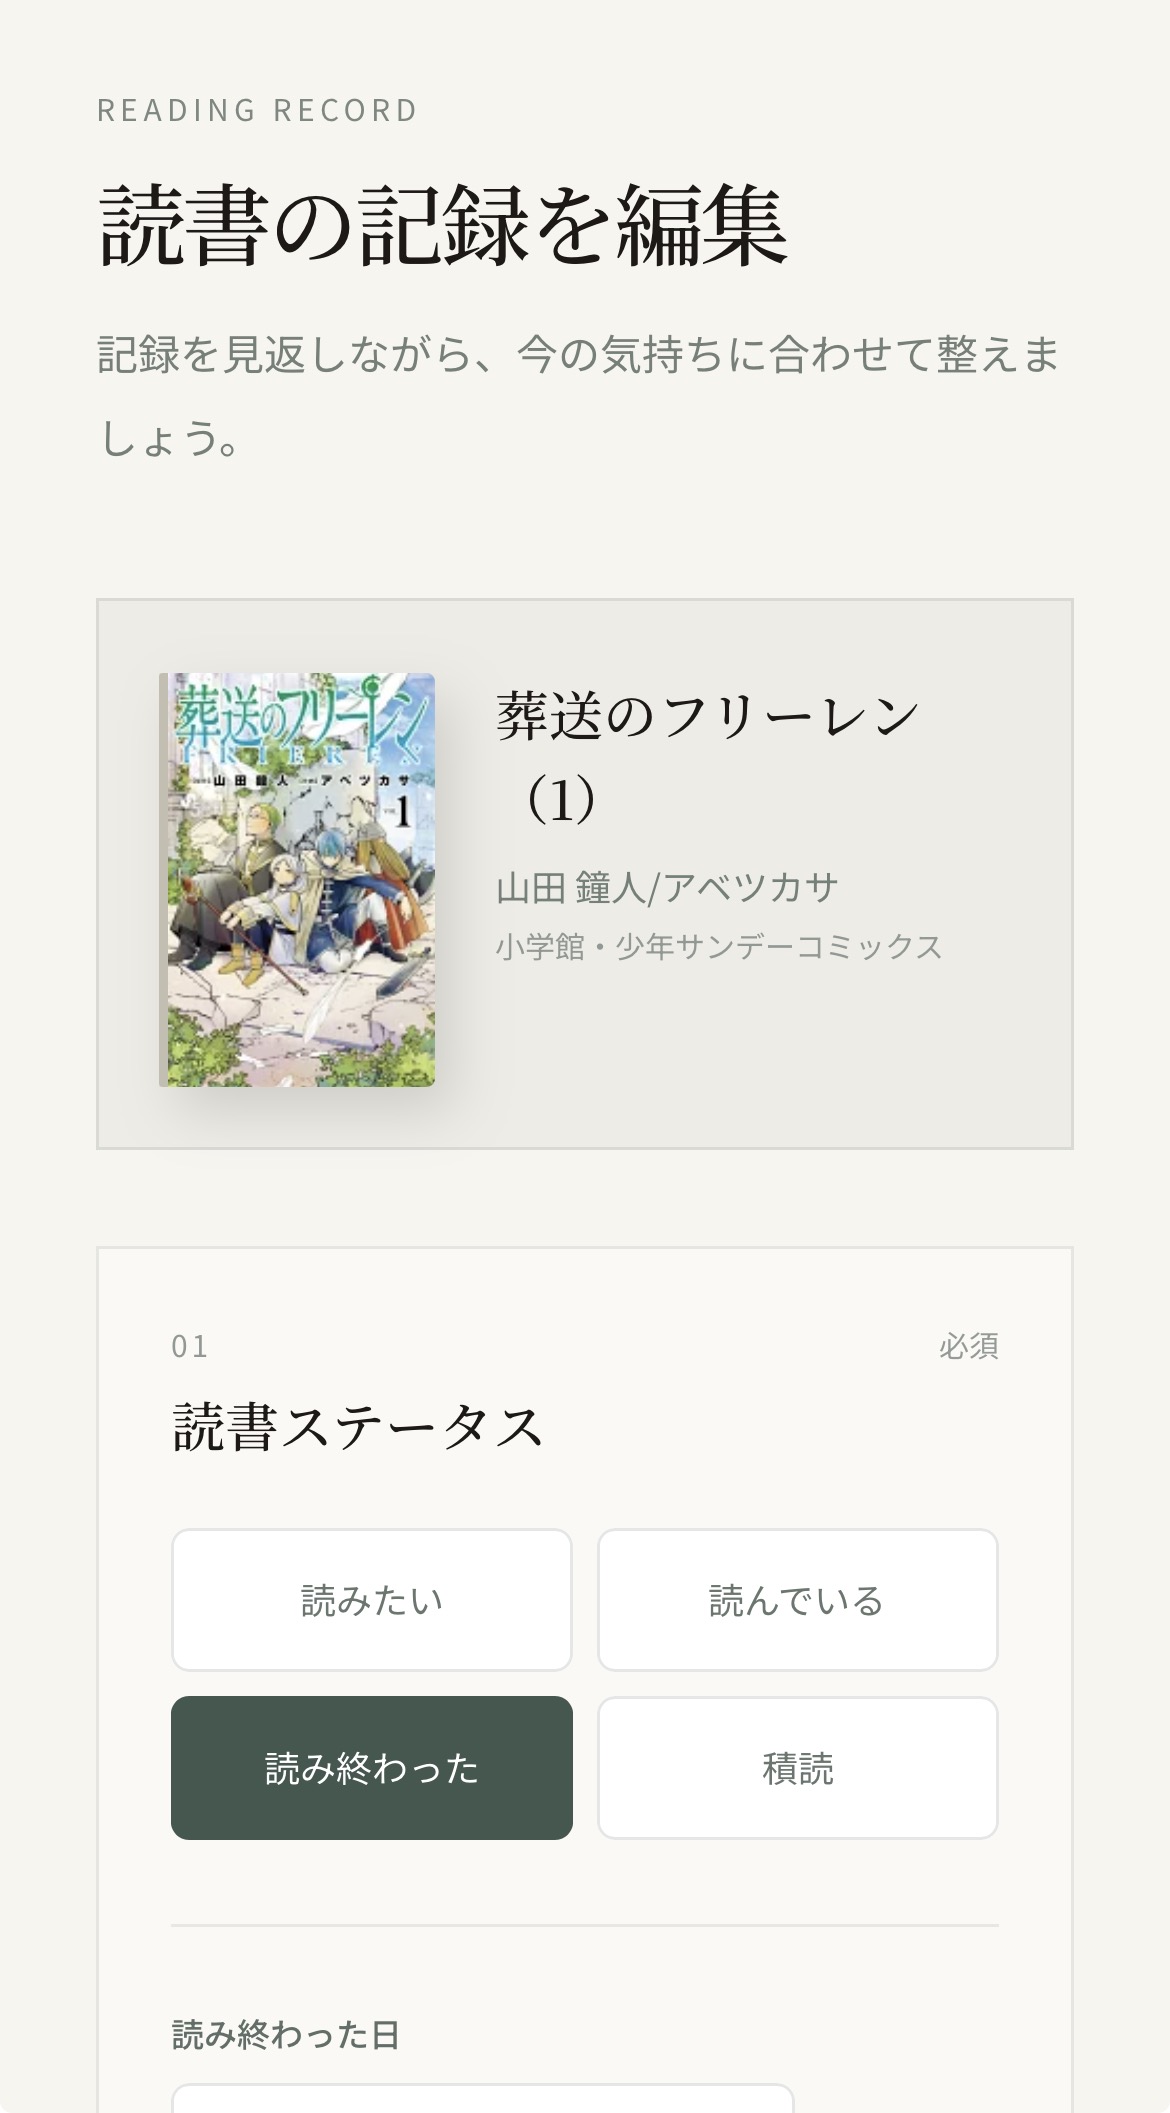 READING RECORD
読書の記録を編集
記録を見返しながら、今の気持ちに合わせて整えま
しょう。
葬送のフリーレン
FRIEREN
山田鐘人 アベツカサ
1
葬送のフリーレン
（1）
山田 鐘人/アベツカサ
小学館・少年サンデーコミックス
01
必須
読書ステータス
読みたい
読んでいる
読み終わった
積読
読み終わった日